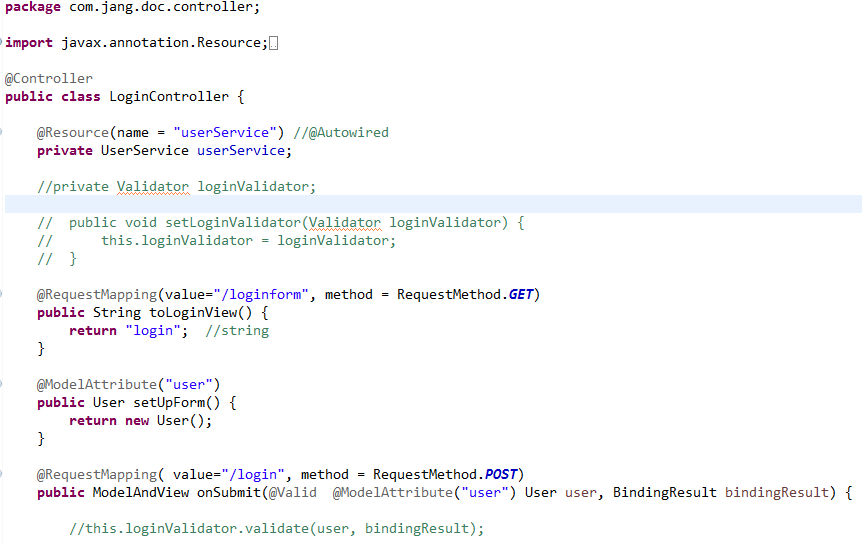 package com.jang.doc.controller;
import javax.annotation.Resource;
@Controller
public class LoginController {
@Resource(name = "userService") //@Autowired
private UserService userService;
//private Validator loginValidator;
//  public void setLoginValidator(Validator loginValidator) {
//      this.loginValidator = loginValidator;
//  }
@RequestMapping(value="/loginform", method = RequestMethod.GET)
public String toLoginView() {
return "login";  //string
}
@ModelAttribute("user")
public User setUpForm() {
return new User();
}
@RequestMapping( value="/login", method = RequestMethod.POST)
public ModelAndView onSubmit(@Valid  @ModelAttribute("user") User user, BindingResult bindingResult) {
//this.loginValidator.validate(user, bindingResult);